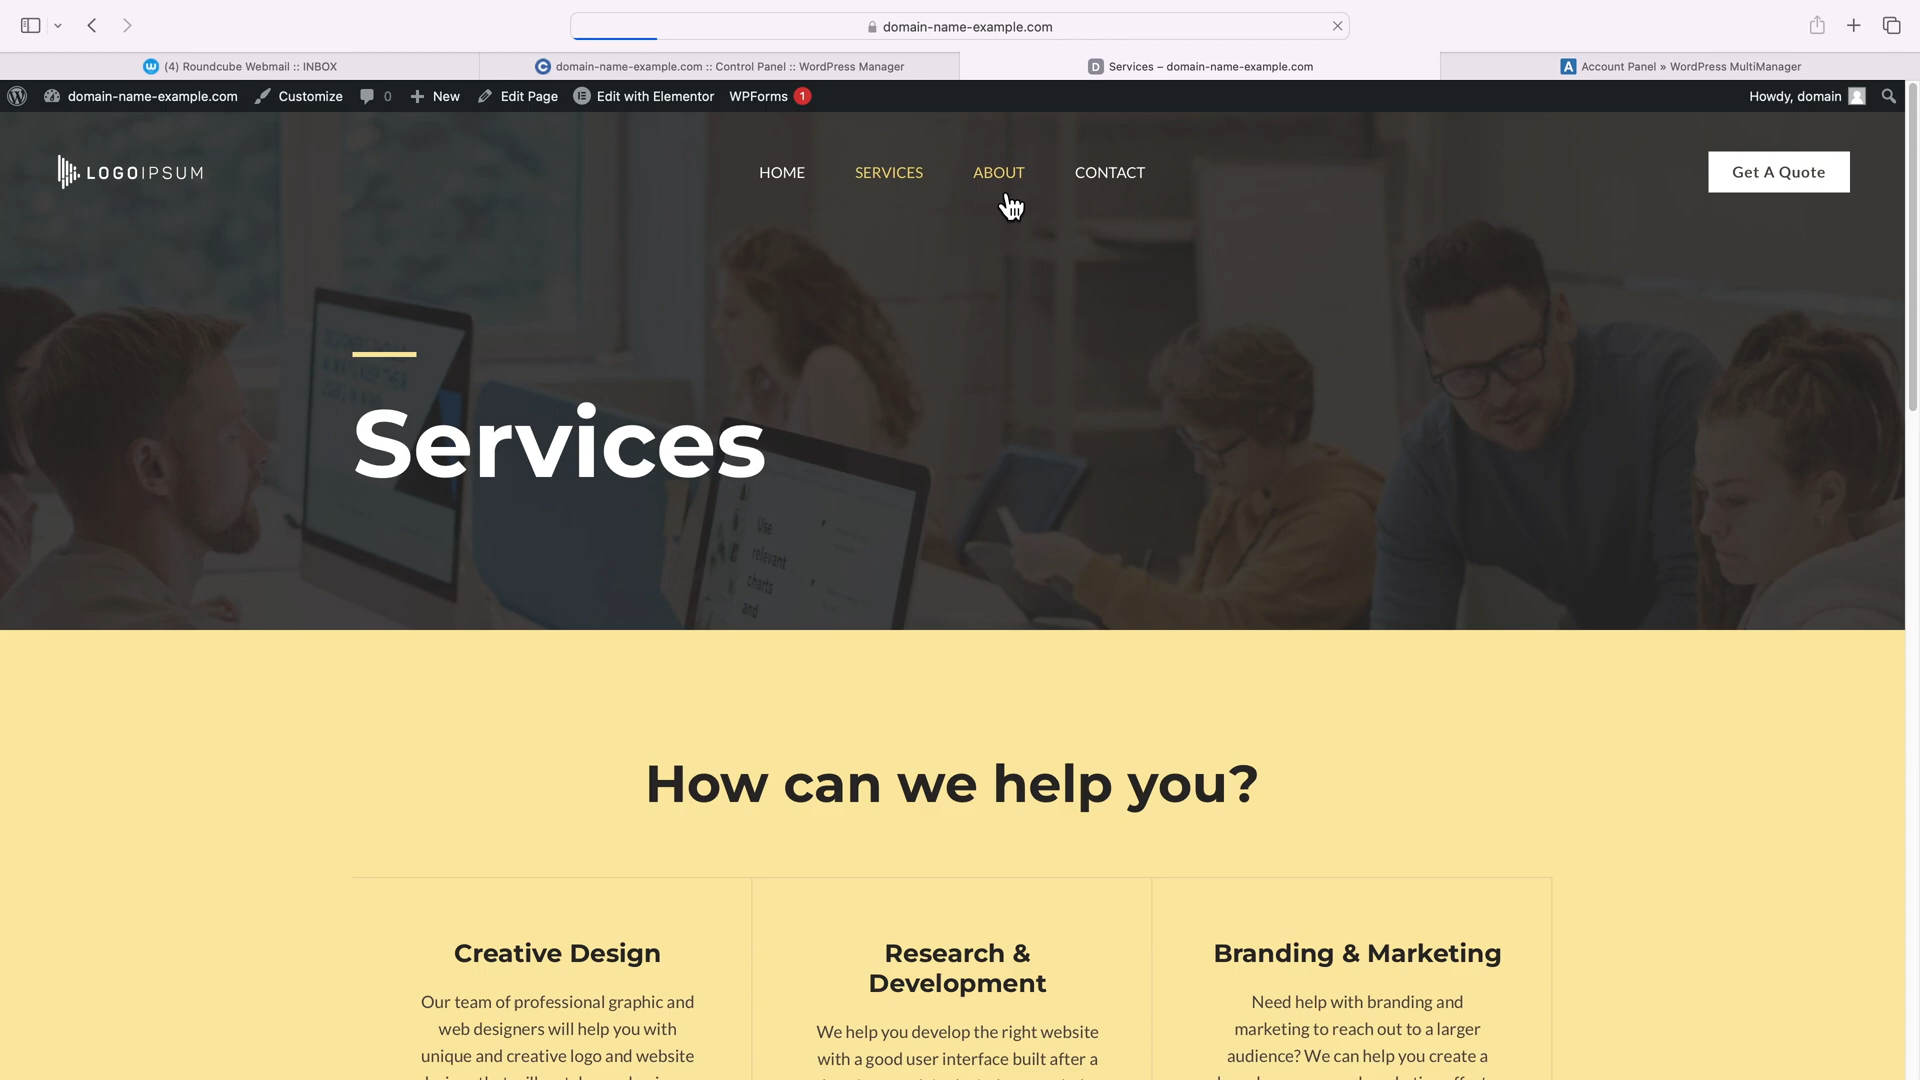 domain-name-example.com
(4) Roundcube Webmail :: INBOX
domain-name-example.com :: Control Panel :: WordPress Manager
D Services – domain-name-example.com
A Account Panel » WordPress MultiManager
domain-name-example.com Customize 0 New Edit Page Edit with Elementor WPForms 1 Howdy, domain
LOGOIPSUM
HOME SERVICES ABOUT CONTACT
Get A Quote
Services
Use
relevant
charts
and
How can we help you?
Creative Design
Our team of professional graphic and
web designers will help you with
unique and creative logo and website
Research &
Development
We help you develop the right website
with a good user interface built after a
Branding & Marketing
Need help with branding and
marketing to reach out to a larger
audience? We can help you create a